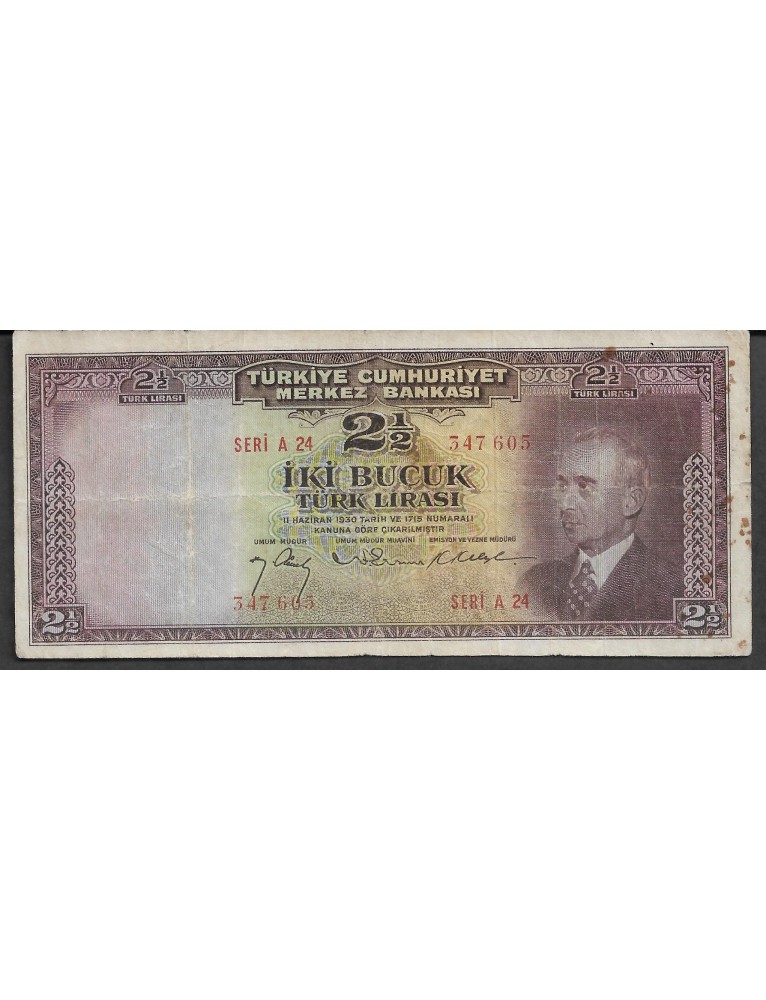 2½
TÜRK LİRASI
TÜRKİYE CUMHURİYET
MERKEZ BANKASI
2½
TÜRK LİRASI
SERİ A 24
2½
347 605
İKİ BUCUK
TÜRK LİRASI
11 HAZİRAN 1930 TARİH VE 1715 NUMARALI
KANUNA GÖRE ÇIKARILMIŞTIR
UMUM MÜDÜR
UMUM MÜDÜR MUAVİNİ
EMİSYON VE VEZNE MÜDÜRÜ
347 605
SERİ A 24
2½
2½